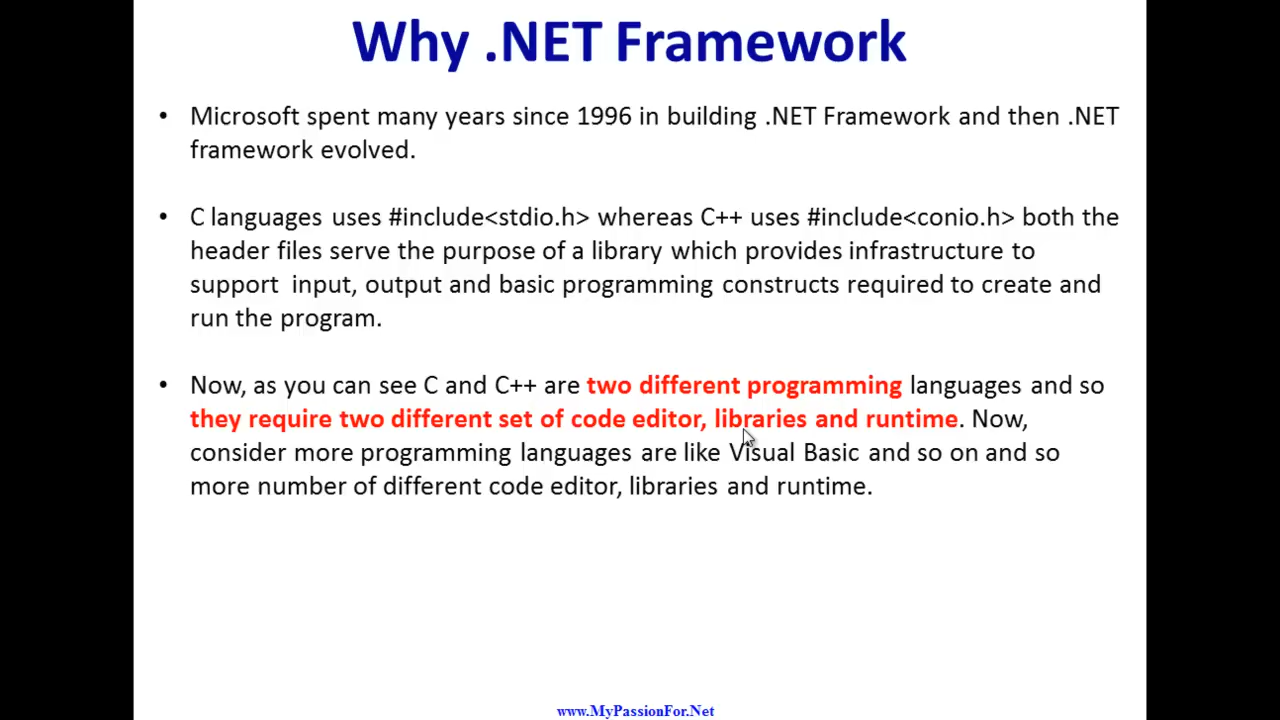 Why .NET Framework
• Microsoft spent many years since 1996 in building .NET Framework and then .NET
framework evolved.
• C languages uses #include<stdio.h> whereas C++ uses #include<conio.h> both the
header files serve the purpose of a library which provides infrastructure to
support input, output and basic programming constructs required to create and
run the program.
• Now, as you can see C and C++ are two different programming languages and so
they require two different set of code editor, libraries and runtime. Now,
consider more programming languages are like Visual Basic and so on and so
more number of different code editor, libraries and runtime.
www.MyPassionFor.Net